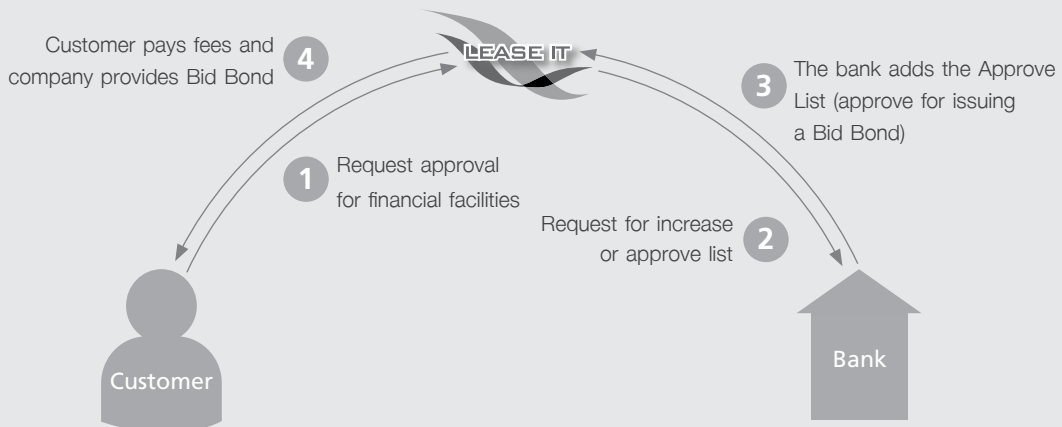 LEASE IT
Customer pays fees and
company provides Bid Bond
4
3
The bank adds the Approve
List (approve for issuing
a Bid Bond)
1
Request approval
for financial facilities
Request for increase
or approve list
2
Customer
Bank